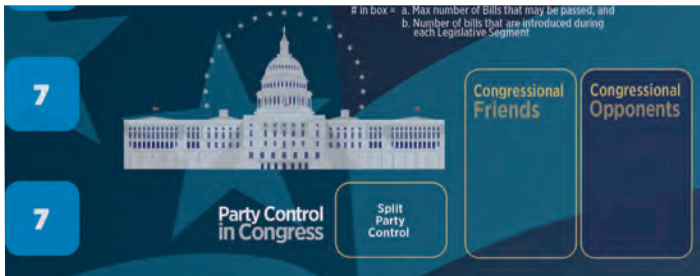 # in box = a. Max number of Bills that may be passed, and
b. Number of bills that are introduced during
each Legislative Segment
7
Congressional
Friends
Congressional
Opponents
7
Party Control
in Congress
Split
Party
Control